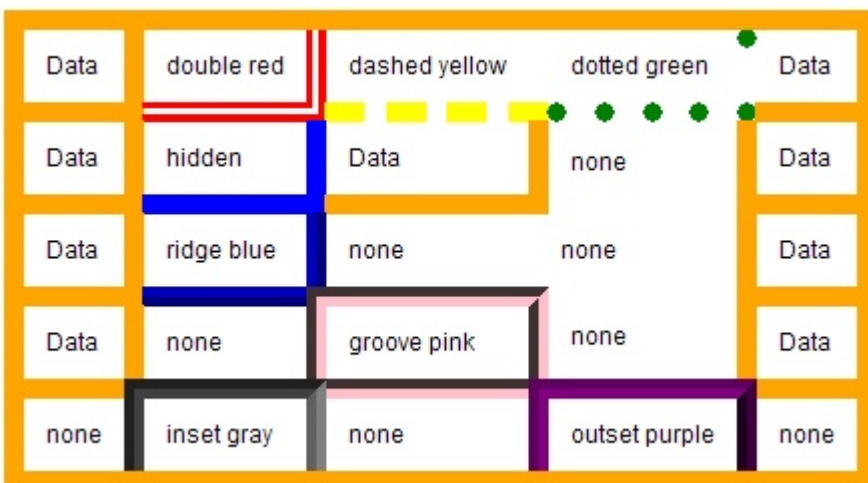 Data double red dashed yellow dotted green Data
Data hidden Data none Data
Data ridge blue none none Data
Data none groove pink none Data
none inset gray none outset purple none